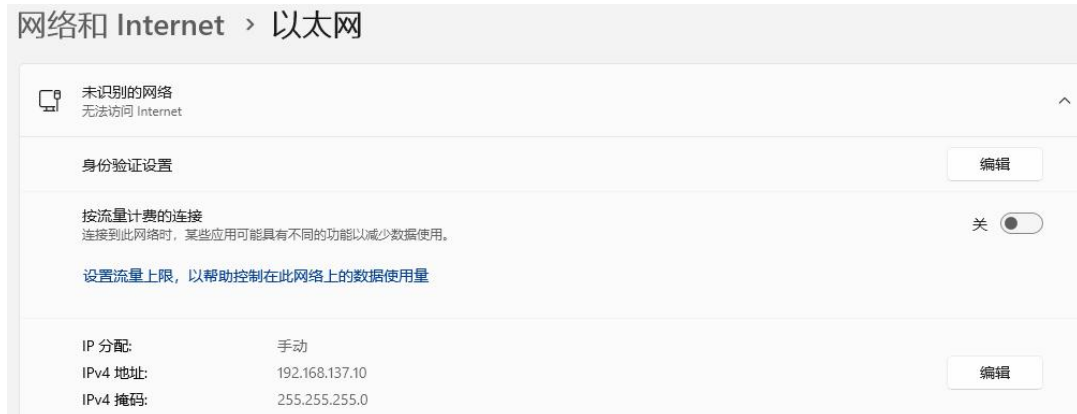 网络和 Internet › 以太网
未识别的网络
无法访问 Internet
身份验证设置
编辑
按流量计费的连接
连接到此网络时，某些应用可能具有不同的功能以减少数据使用。
关
设置流量上限，以帮助控制在此网络上的数据使用量
IP 分配: 手动
IPv4 地址: 192.168.137.10
编辑
IPv4 掩码: 255.255.255.0